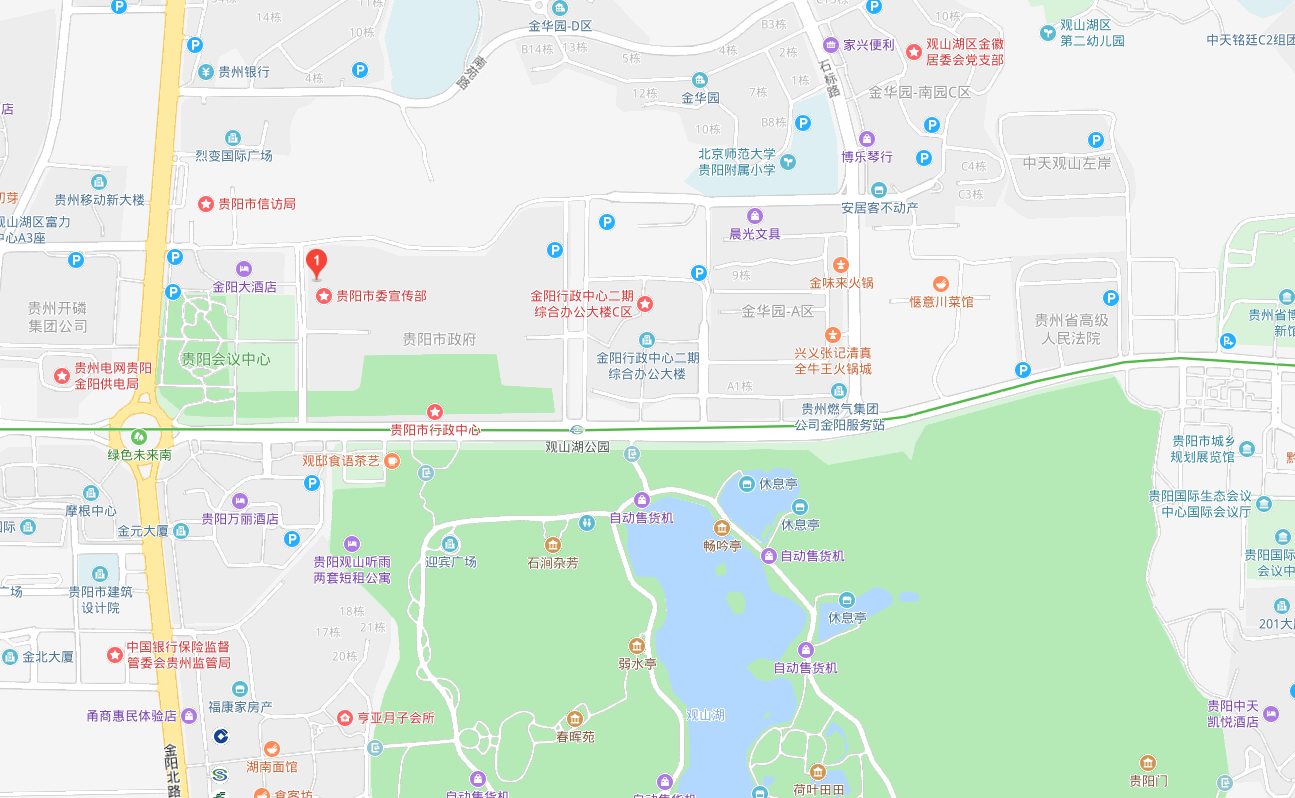 14栋
11栋
10栋
金华园-D区
B14栋
13栋
5栋
4栋
B3栋
2栋
1栋
家兴便利
石标路
观山湖区金徽
居委会党支部
观山湖区
第二幼儿园
中天铭廷C2组团
贵州银行
4栋
南苑路
12栋
金华园
7栋
金华园-南园C区
店
10栋
B8栋
烈变国际广场
北京师范大学
贵阳附属小学
博乐琴行
C4栋
C3栋
中天观山左岸
贵州移动新大楼
贵阳市信访局
安居客不动产
观山湖区富力
中心A3座
晨光文具
金阳大酒店
1
贵阳市委宣传部
金阳行政中心二期
综合办公大楼C区
9栋
金味来火锅
惬意川菜馆
金华园-A区
贵州开磷
集团公司
贵阳市政府
贵州省高级
人民法院
贵州省博
新馆
贵阳会议中心
金阳行政中心二期
综合办公大楼
兴义张记清真
全牛王火锅城
贵州电网贵阳
金阳供电局
A1栋
贵州燃气集团
公司金阳服务站
贵阳市行政中心
观山湖公园
绿色未来南
观邸食语茶艺
贵阳市城乡
规划展览馆
黔
摩根中心
贵阳万丽酒店
休息亭
自动售货机
休息亭
贵阳国际生态会议
中心国际会议厅
国际
金元大厦
畅吟亭
自动售货机
贵阳观山听雨
两套短租公寓
迎宾广场
石涧杂芳
贵阳国际
会议中
广场
贵阳市建筑
设计院
18栋
17栋
21栋
20栋
休息亭
201大厦
中国银行保险监督
管委会贵州监管局
金北大厦
弱水亭
自动售货机
福康家房产
甬商惠民体验店
亨亚月子会所
观山湖
春晖苑
贵阳中天
凯悦酒店
金阳北路
湖南面馆
食客坊
自动售货机
自动售货机
荷叶田田
贵阳门